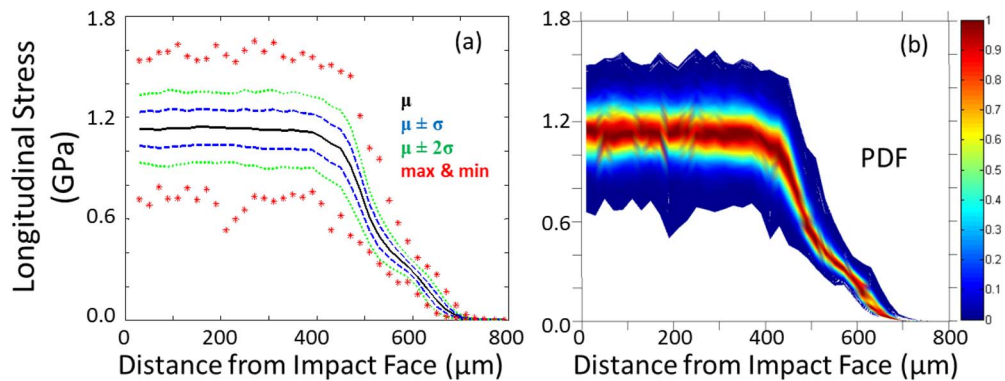 Longitudinal Stress
(GPa)
1.8
1.2
0.6
0.0
0
200
400
600
800
Distance from Impact Face (μm)
(a)
μ
μ ± σ
μ ± 2σ
max & min
1.8
1.2
0.6
0.0
0
200
400
600
800
Distance from Impact Face (μm)
(b)
PDF
1
0.9
0.8
0.7
0.6
0.5
0.4
0.3
0.2
0.1
0